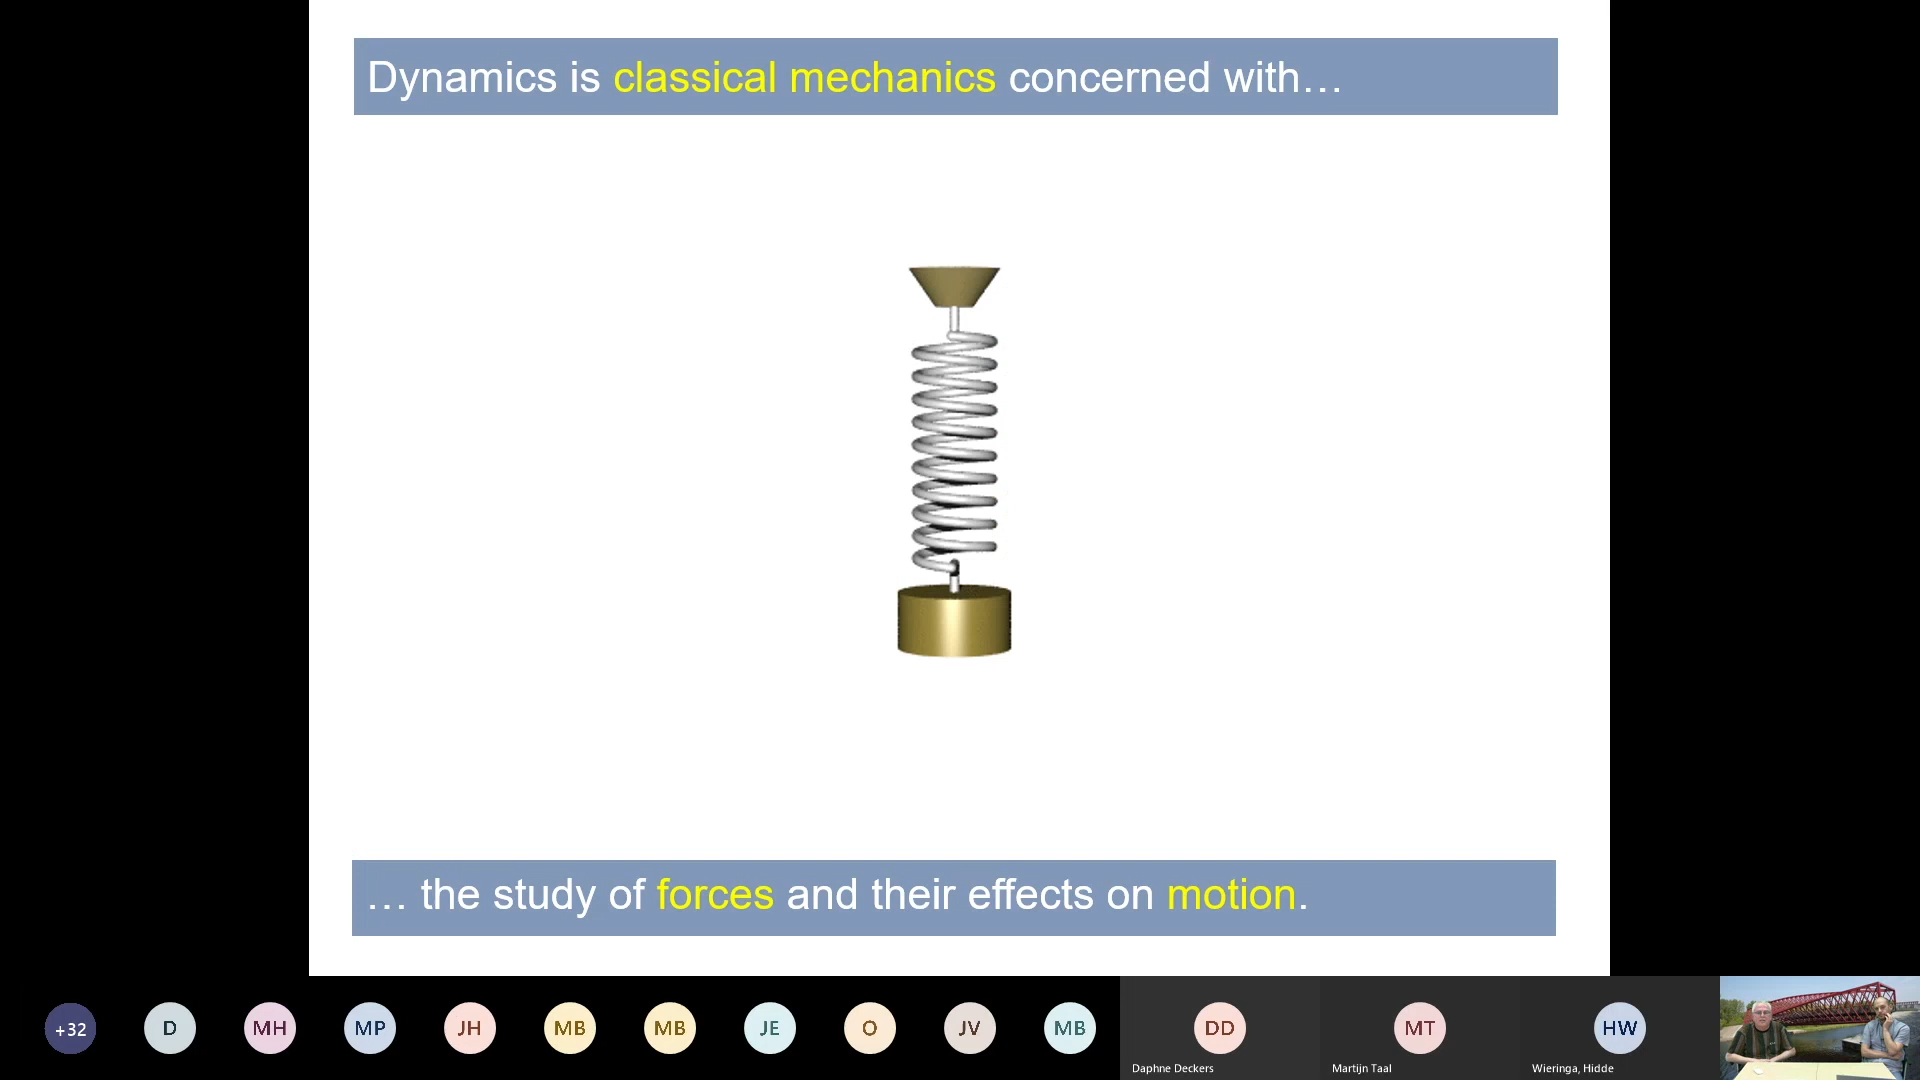 Dynamics is classical mechanics concerned with…
… the study of forces and their effects on motion.
+32
D
MH
MP
JH
MB
MB
JE
O
JV
MB
DD
MT
HW
Daphne Deckers
Martijn Taal
Wieringa, Hidde